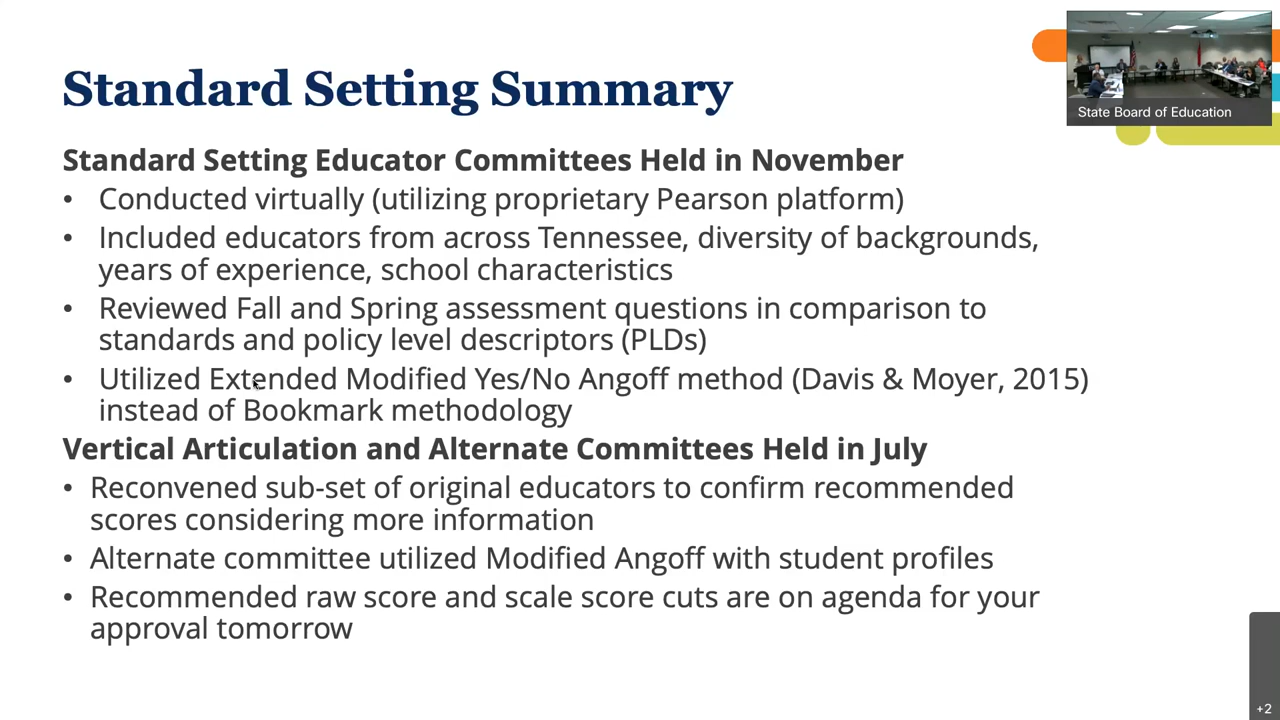 Standard Setting Summary
State Board of Education
Standard Setting Educator Committees Held in November
• Conducted virtually (utilizing proprietary Pearson platform)
• Included educators from across Tennessee, diversity of backgrounds,
years of experience, school characteristics
• Reviewed Fall and Spring assessment questions in comparison to
standards and policy level descriptors (PLDs)
• Utilized Extended Modified Yes/No Angoff method (Davis & Moyer, 2015)
instead of Bookmark methodology
Vertical Articulation and Alternate Committees Held in July
• Reconvened sub-set of original educators to confirm recommended
scores considering more information
• Alternate committee utilized Modified Angoff with student profiles
• Recommended raw score and scale score cuts are on agenda for your
approval tomorrow
+2